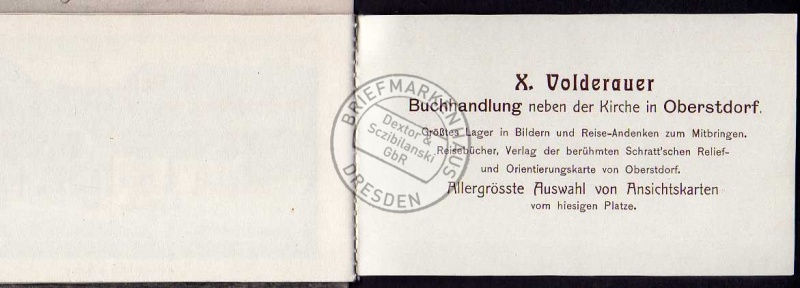 X. Volderauer
Buchhandlung neben der Kirche in Oberstdorf.
Größtes Lager in Bildern und Reise-Andenken zum Mitbringen.
Reisebücher, Verlag der berühmten Schratt'schen Relief-
und Orientierungskarte von Oberstdorf.
Allergrösste Auswahl von Ansichtskarten
vom hiesigen Platze.
BRIEFMARKENHAUS
Dextor &
Sczibilanski
GbR
DRESDEN